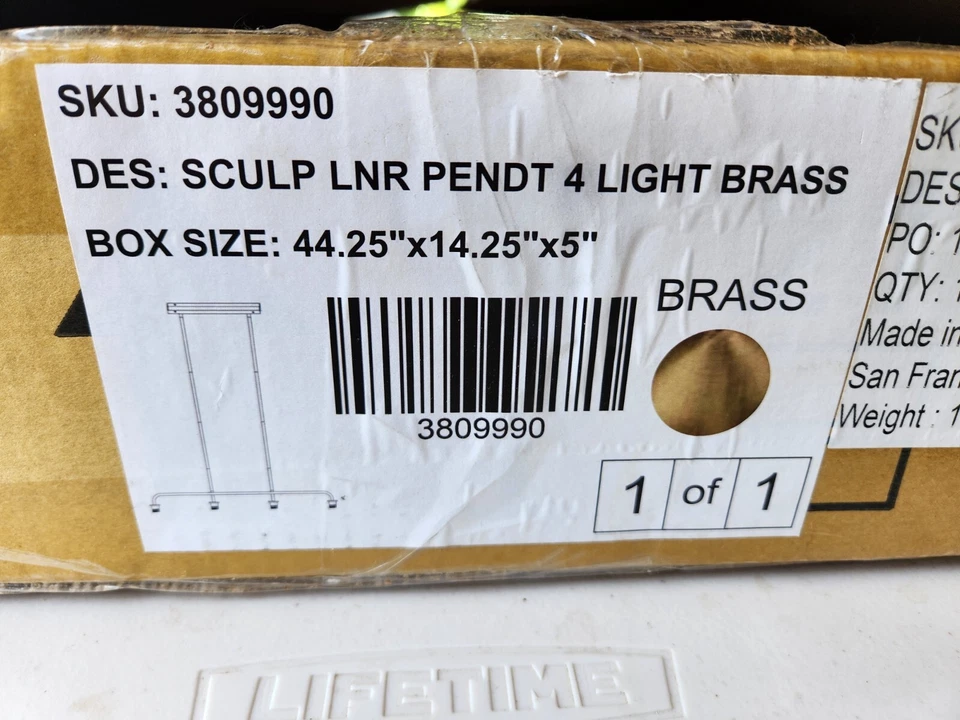 SKU: 3809990
DES: SCULP LNR PENDT 4 LIGHT BRASS
BOX SIZE: 44.25"x14.25"x5"
BRASS
3809990
1 of 1
DES
PO: 1
QTY: 1
Made in
San Fran
Weight : 1
LIFETIME